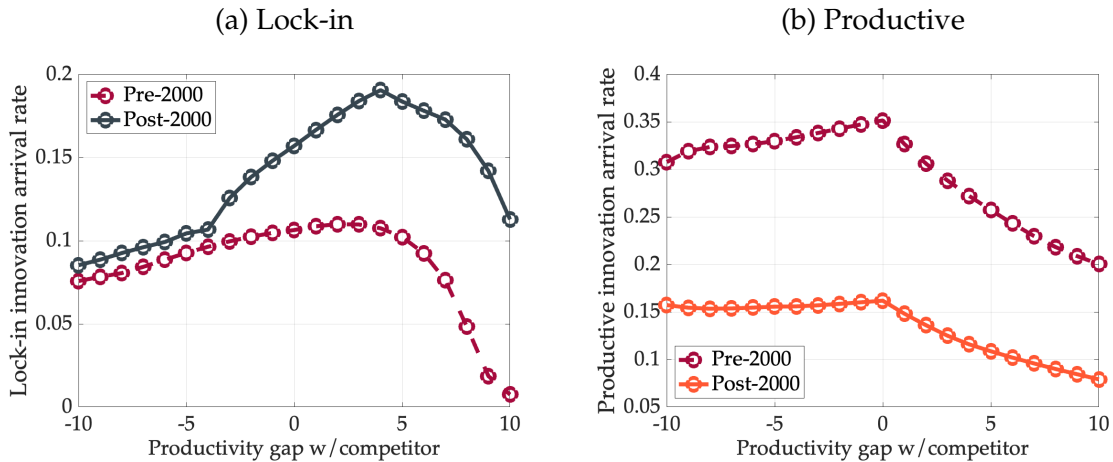 (a) Lock-in
Lock-in innovation arrival rate
0.2
0.15
0.1
0.05
0
Pre-2000
Post-2000
-10
-5
0
5
10
Productivity gap w/competitor
(b) Productive
Productive innovation arrival rate
0.4
0.35
0.3
0.25
0.2
0.15
0.1
0.05
Pre-2000
Post-2000
-10
-5
0
5
10
Productivity gap w/competitor